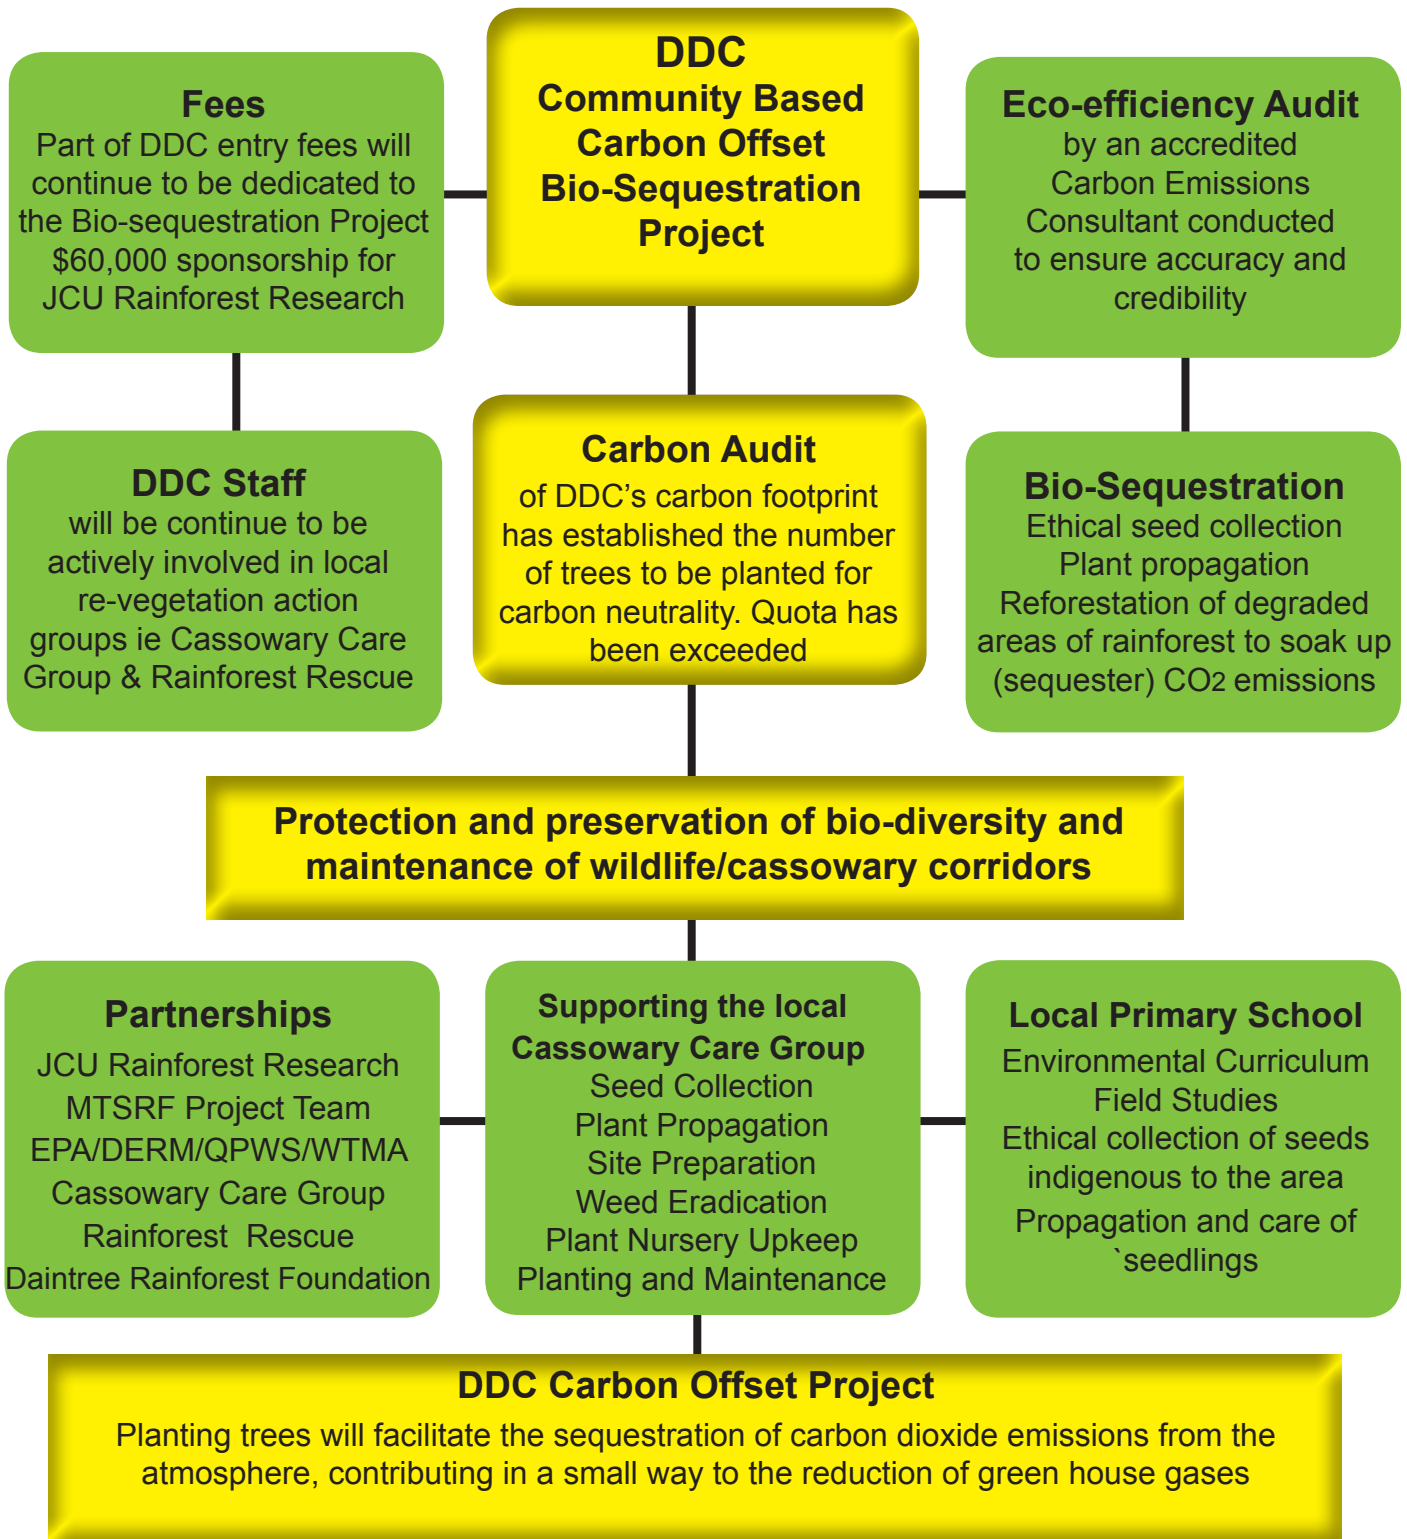 DDC
Community Based
Carbon Offset
Bio-Sequestration
Project
Fees
Part of DDC entry fees will
continue to be dedicated to
the Bio-sequestration Project
$60,000 sponsorship for
JCU Rainforest Research
Eco-efficiency Audit
by an accredited
Carbon Emissions
Consultant conducted
to ensure accuracy and
credibility
DDC Staff
will be continue to be
actively involved in local
re-vegetation action
groups ie Cassowary Care
Group & Rainforest Rescue
Carbon Audit
of DDC's carbon footprint
has established the number
of trees to be planted for
carbon neutrality. Quota has
been exceeded
Bio-Sequestration
Ethical seed collection
Plant propagation
Reforestation of degraded
areas of rainforest to soak up
(sequester) CO2 emissions
Protection and preservation of bio-diversity and
maintenance of wildlife/cassowary corridors
Partnerships
JCU Rainforest Research
MTSRF Project Team
EPA/DERM/QPWS/WTMA
Cassowary Care Group
Rainforest Rescue
Daintree Rainforest Foundation
Supporting the local
Cassowary Care Group
Seed Collection
Plant Propagation
Site Preparation
Weed Eradication
Plant Nursery Upkeep
Planting and Maintenance
Local Primary School
Environmental Curriculum
Field Studies
Ethical collection of seeds
indigenous to the area
Propagation and care of
`seedlings
DDC Carbon Offset Project
Planting trees will facilitate the sequestration of carbon dioxide emissions from the
atmosphere, contributing in a small way to the reduction of green house gases